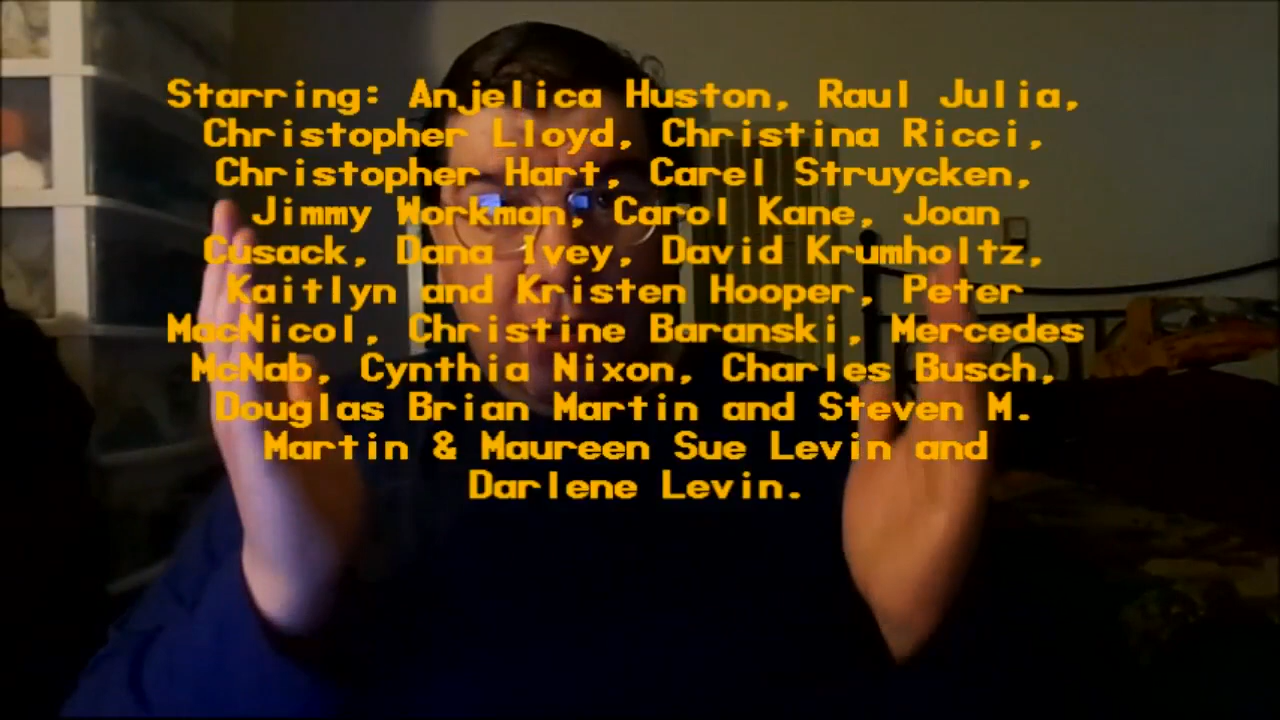 Starring: Anjelica Huston, Raul Julia,
Christopher Lloyd, Christina Ricci,
Christopher Hart, Carel Struycken,
Jimmy Workman, Carol Kane, Joan
Cusack, Dana Ivey, David Krumholtz,
Kaitlyn and Kristen Hooper, Peter
MacNicol, Christine Baranski, Mercedes
McNab, Cynthia Nixon, Charles Busch,
Douglas Brian Martin and Steven M.
Martin & Maureen Sue Levin and
Darlene Levin.